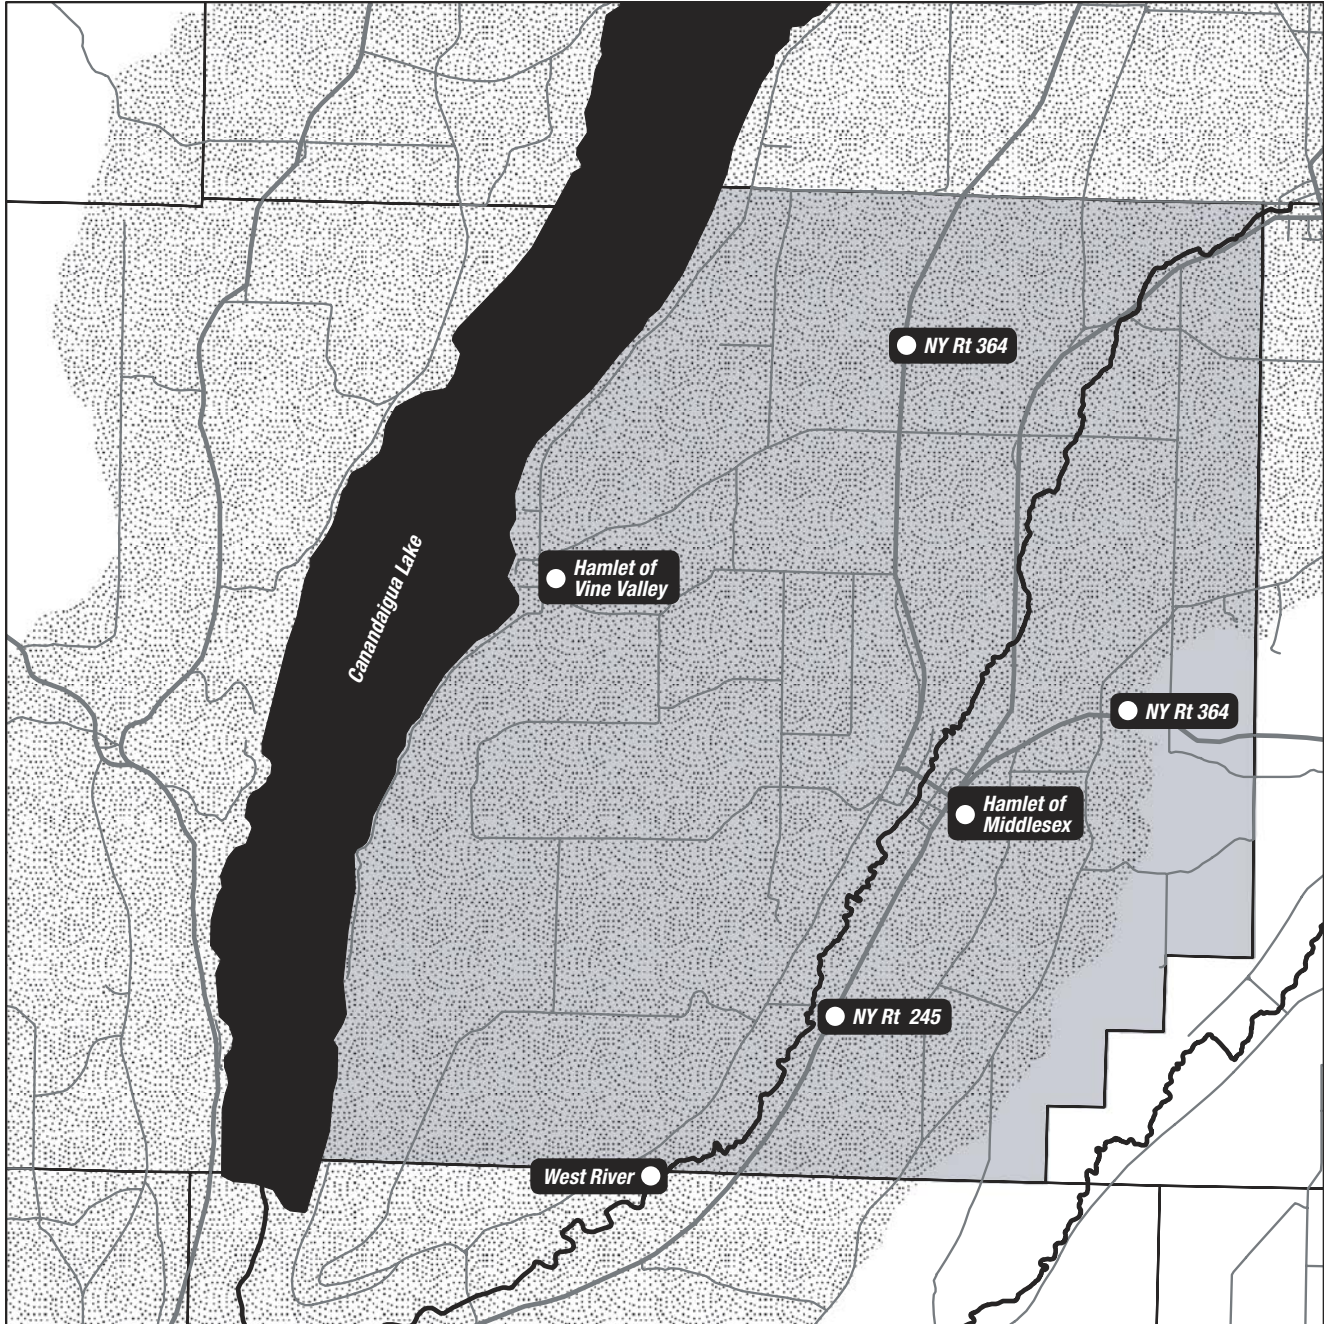 NY Rt 364
Canandaigua Lake
Hamlet of
Vine Valley
NY Rt 364
Hamlet of
Middlesex
NY Rt 245
West River